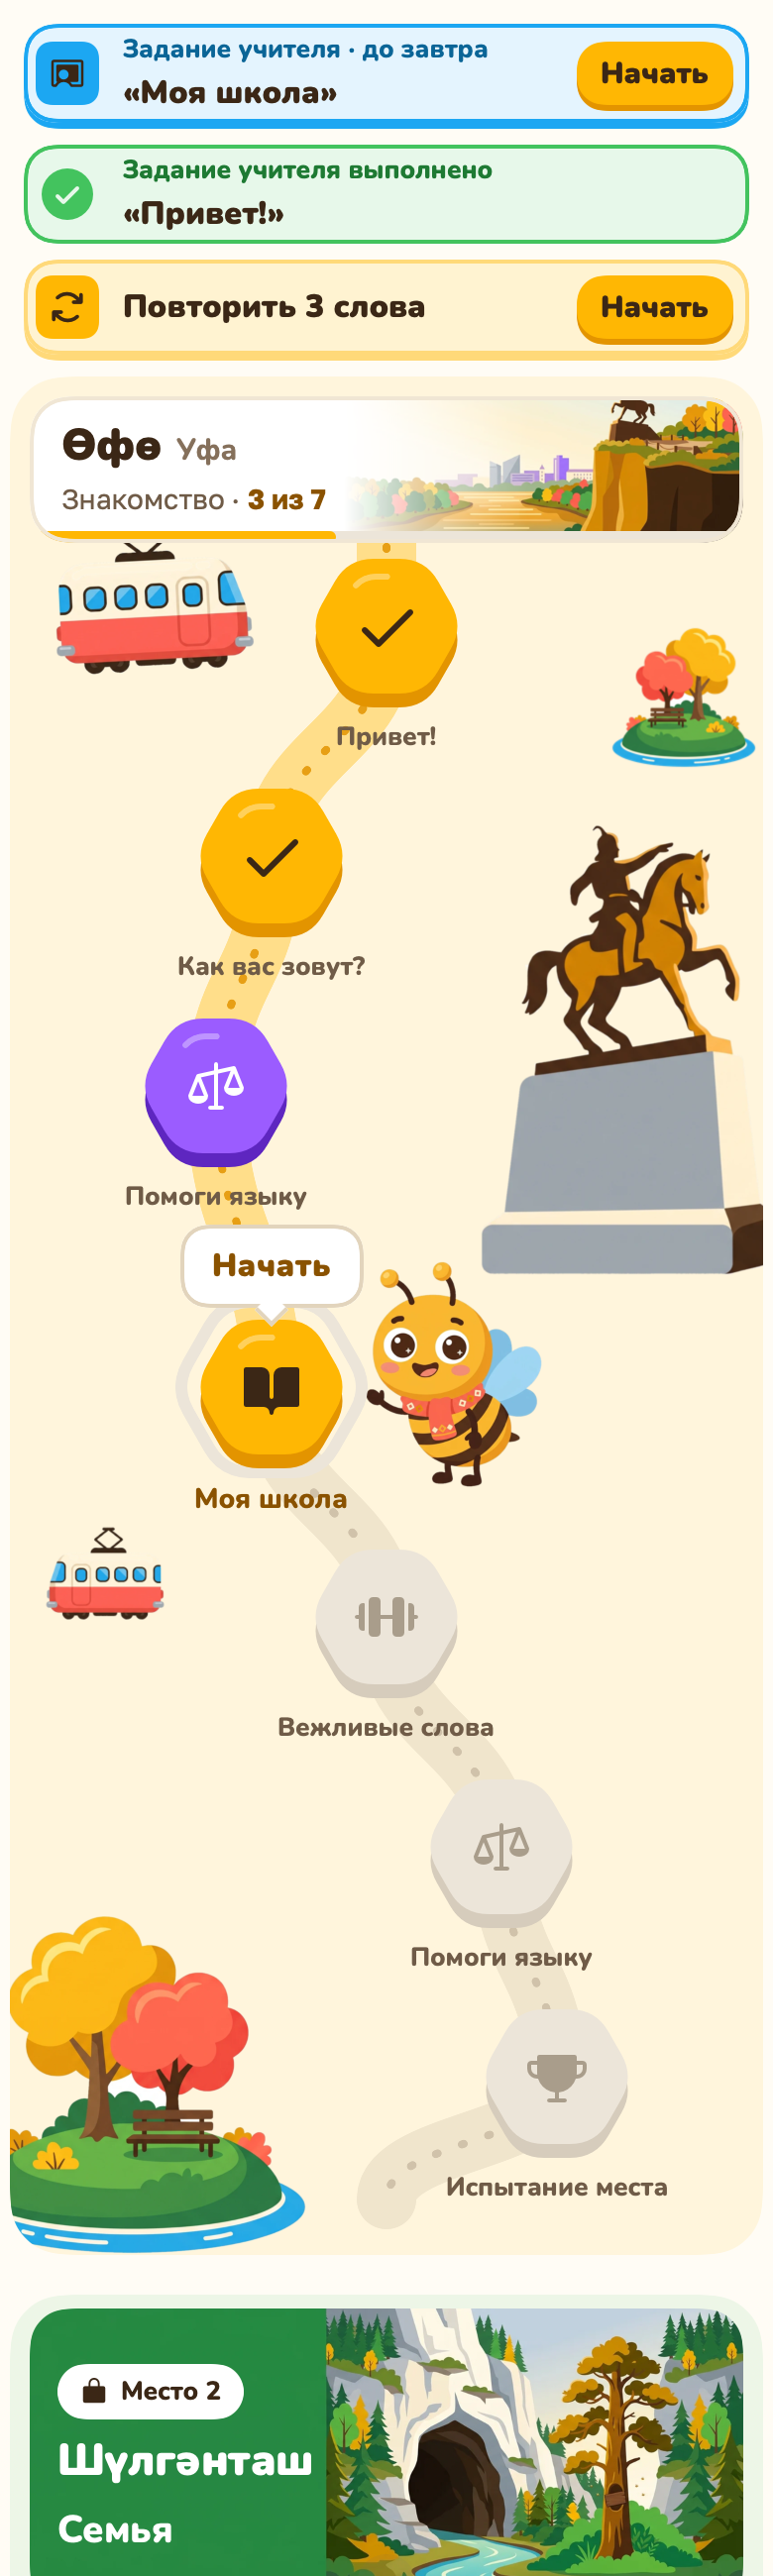 Задание учителя · до завтра
«Моя школа»
Начать
Задание учителя выполнено
«Привет!»
Повторить 3 слова
Начать
Өфө Уфа
Знакомство · 3 из 7
Привет!
Как вас зовут?
Помоги языку
Начать
Моя школа
Вежливые слова
Помоги языку
Испытание места
Место 2
Шүлгәнташ
Семья